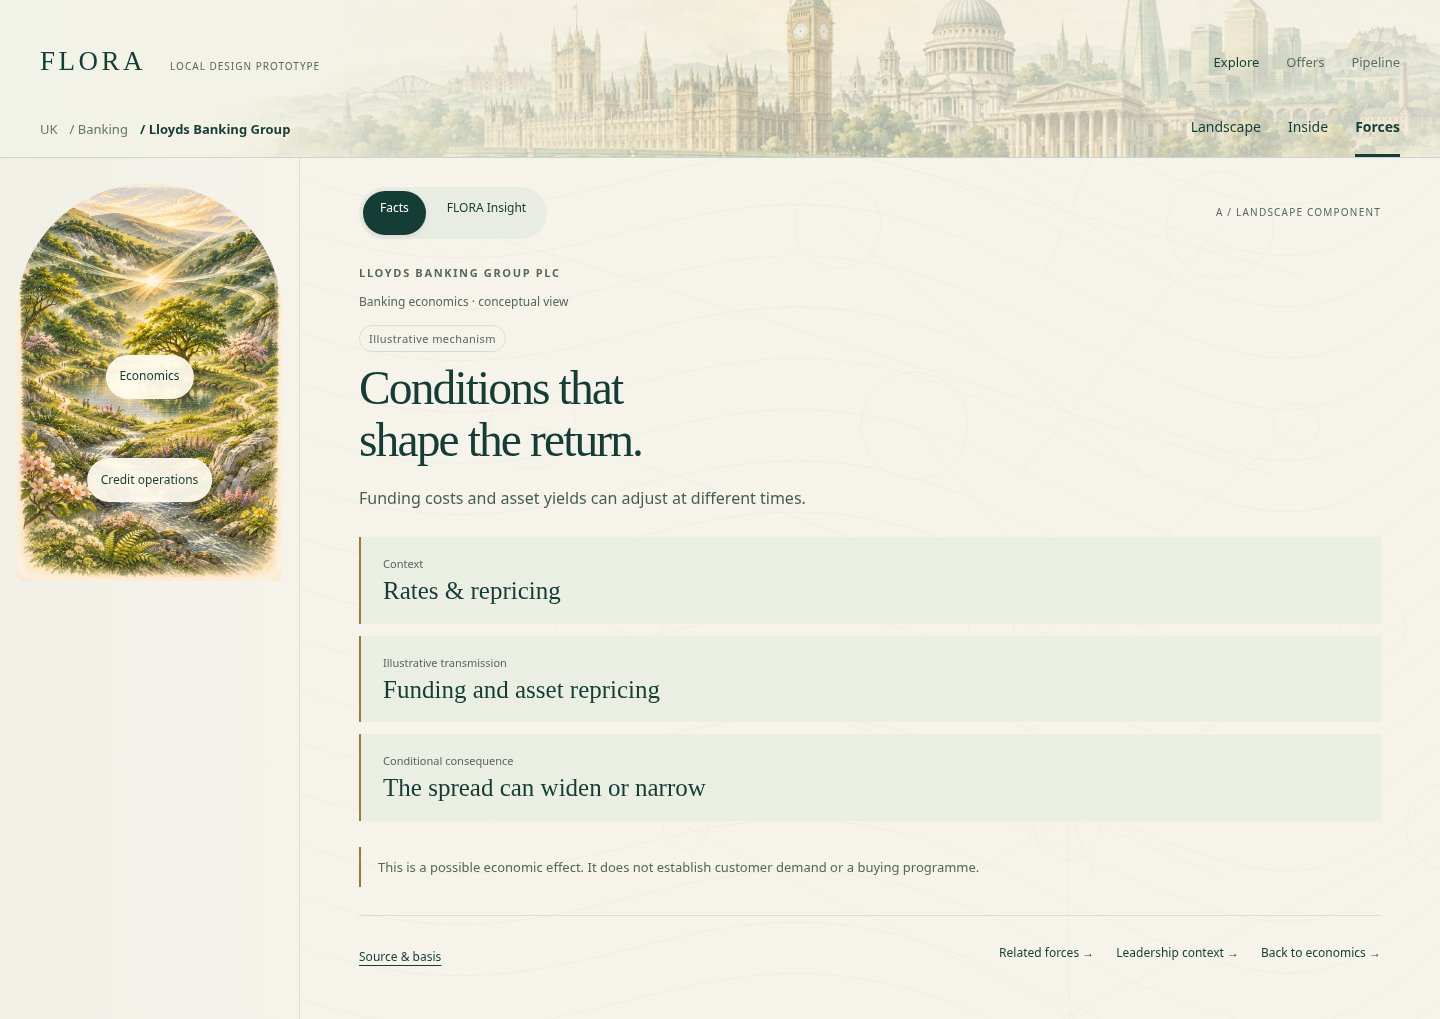 FLORA LOCAL DESIGN PROTOTYPE
Explore Offers Pipeline
UK / Banking / Lloyds Banking Group
Landscape Inside Forces
Economics
Credit operations
Facts FLORA Insight
A / LANDSCAPE COMPONENT
LLOYDS BANKING GROUP PLC
Banking economics · conceptual view
Illustrative mechanism
Conditions that
shape the return.
Funding costs and asset yields can adjust at different times.
Context
Rates & repricing
Illustrative transmission
Funding and asset repricing
Conditional consequence
The spread can widen or narrow
This is a possible economic effect. It does not establish customer demand or a buying programme.
Source & basis
Related forces → Leadership context → Back to economics →